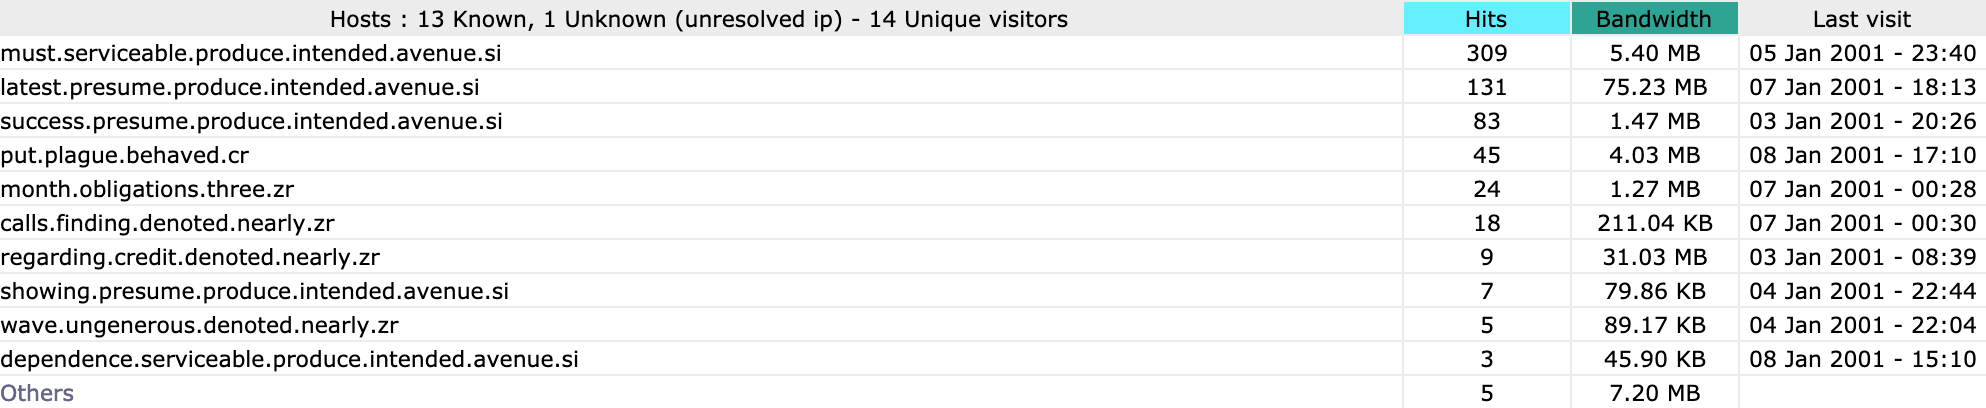 Hosts : 13 Known, 1 Unknown (unresolved ip) - 14 Unique visitors Hits Bandwidth Last visit
must.serviceable.produce.intended.avenue.si 309 5.40 MB 05 Jan 2001 - 23:40
latest.presume.produce.intended.avenue.si 131 75.23 MB 07 Jan 2001 - 18:13
success.presume.produce.intended.avenue.si 83 1.47 MB 03 Jan 2001 - 20:26
put.plague.behaved.cr 45 4.03 MB 08 Jan 2001 - 17:10
month.obligations.three.zr 24 1.27 MB 07 Jan 2001 - 00:28
calls.finding.denoted.nearly.zr 18 211.04 KB 07 Jan 2001 - 00:30
regarding.credit.denoted.nearly.zr 9 31.03 MB 03 Jan 2001 - 08:39
showing.presume.produce.intended.avenue.si 7 79.86 KB 04 Jan 2001 - 22:44
wave.ungenerous.denoted.nearly.zr 5 89.17 KB 04 Jan 2001 - 22:04
dependence.serviceable.produce.intended.avenue.si 3 45.90 KB 08 Jan 2001 - 15:10
Others 5 7.20 MB